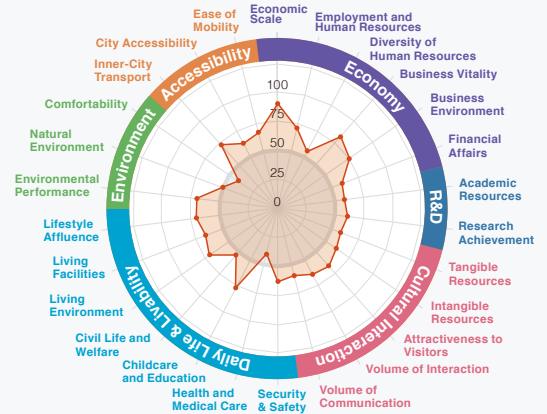 Economic
Scale
Employment and
Human Resources
Diversity of
Human Resources
Business Vitality
Business
Environment
Financial
Affairs
Academic
Resources
Research
Achievement
Tangible
Resources
Intangible
Resources
Attractiveness to
Visitors
Volume of Interaction
Volume of
Communication
Security
& Safety
Health and
Medical Care
Childcare
and Education
Civil Life and
Welfare
Living
Environment
Living
Facilities
Lifestyle
Affluence
Environmental
Performance
Natural
Environment
Comfortability
Inner-City
Transport
City Accessibility
Ease of
Mobility
Economy
R&D
Cultural Interaction
Daily Life & Livability
Environment
Accessibility
100
75
50
25
0